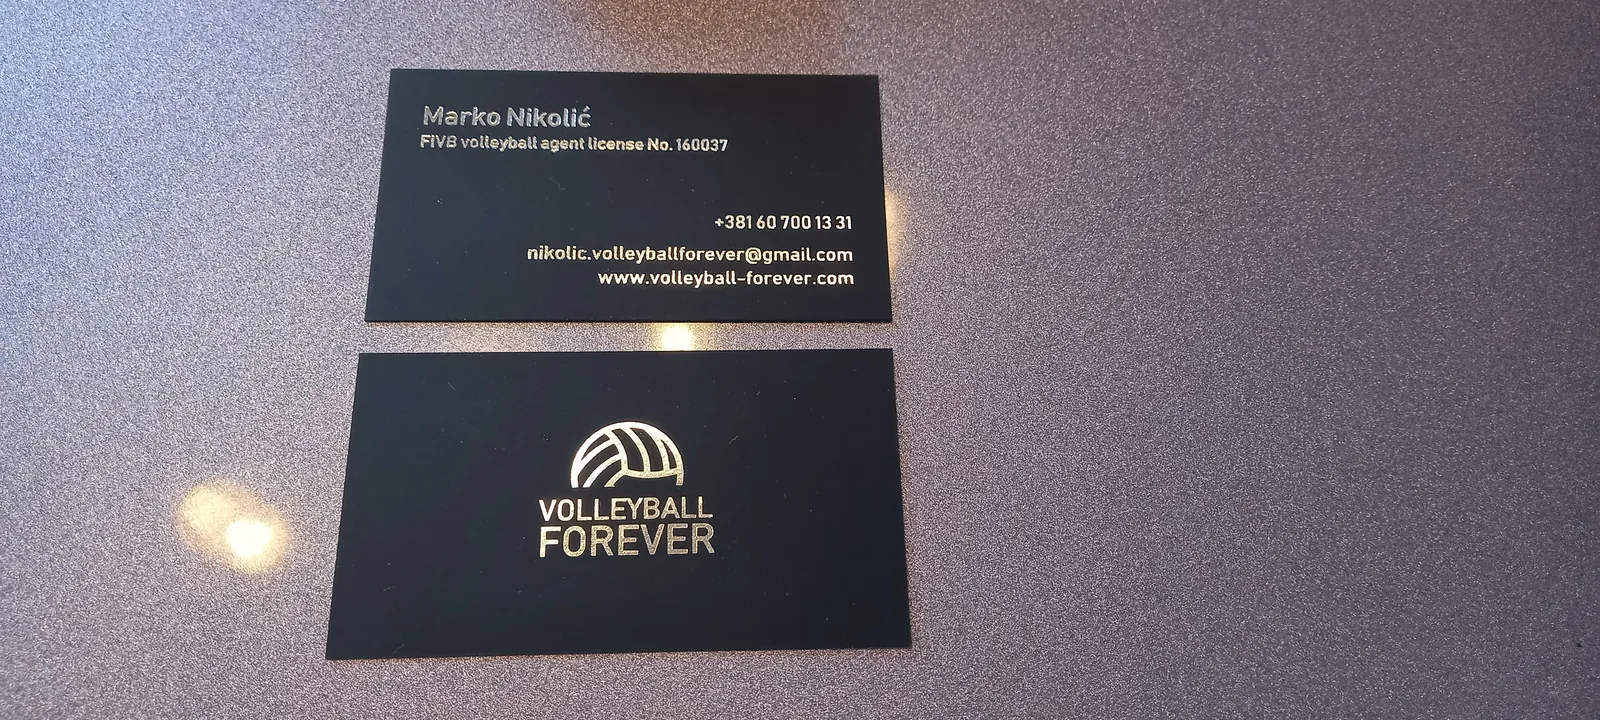 Marko Nikolić
FIVB volleyball agent license No. 160037
+381 60 700 13 31
nikolic.volleyballforever@gmail.com
www.volleyball-forever.com
VOLLEYBALL
FOREVER